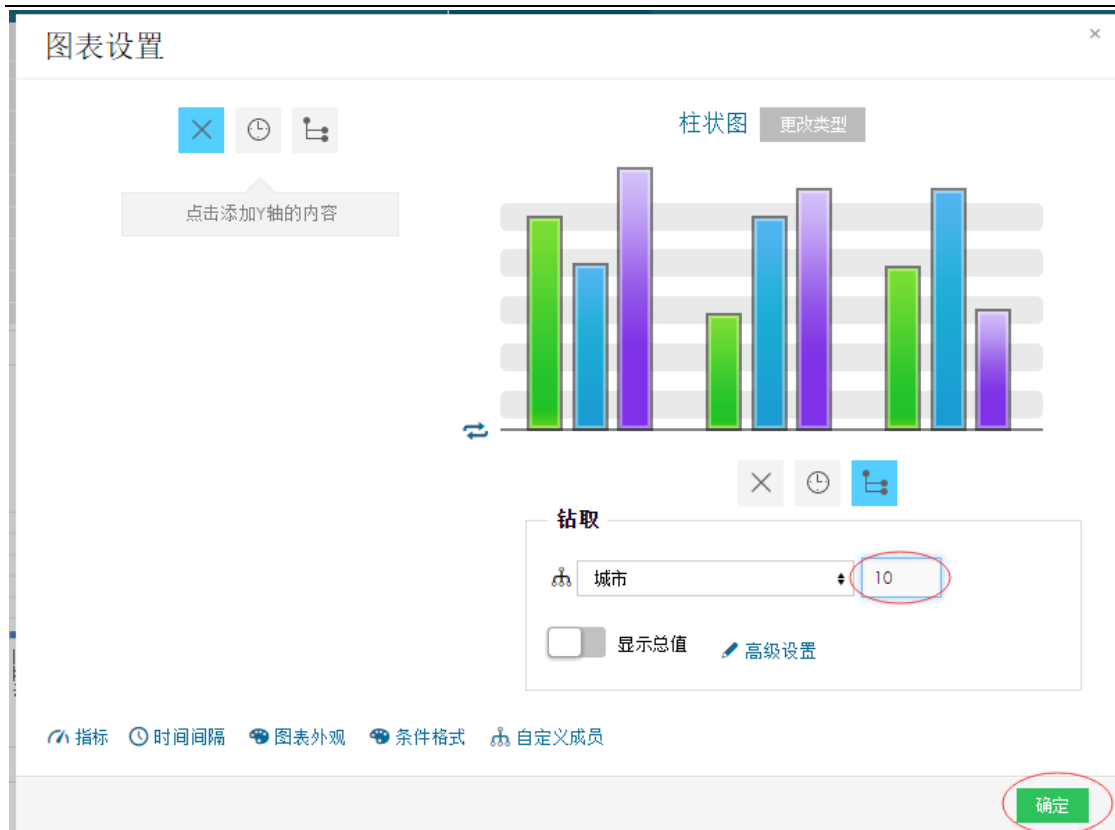 图表设置
×
柱状图 更改类型
点击添加Y轴的内容
钻取
城市 10
显示总值 高级设置
指标 时间间隔 图表外观 条件格式 自定义成员
确定